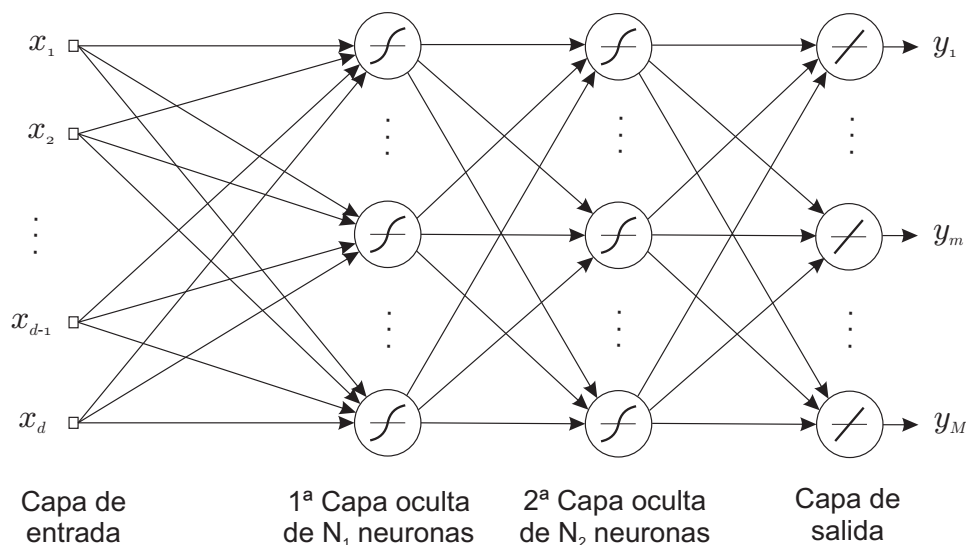 x₁
x₂
⋮
x_{d-1}
x_d
⋮
⋮
⋮
⋮
⋮
⋮
y₁
y_m
y_M
Capa de
entrada
1ª Capa oculta
de N₁ neuronas
2ª Capa oculta
de N₂ neuronas
Capa de
salida